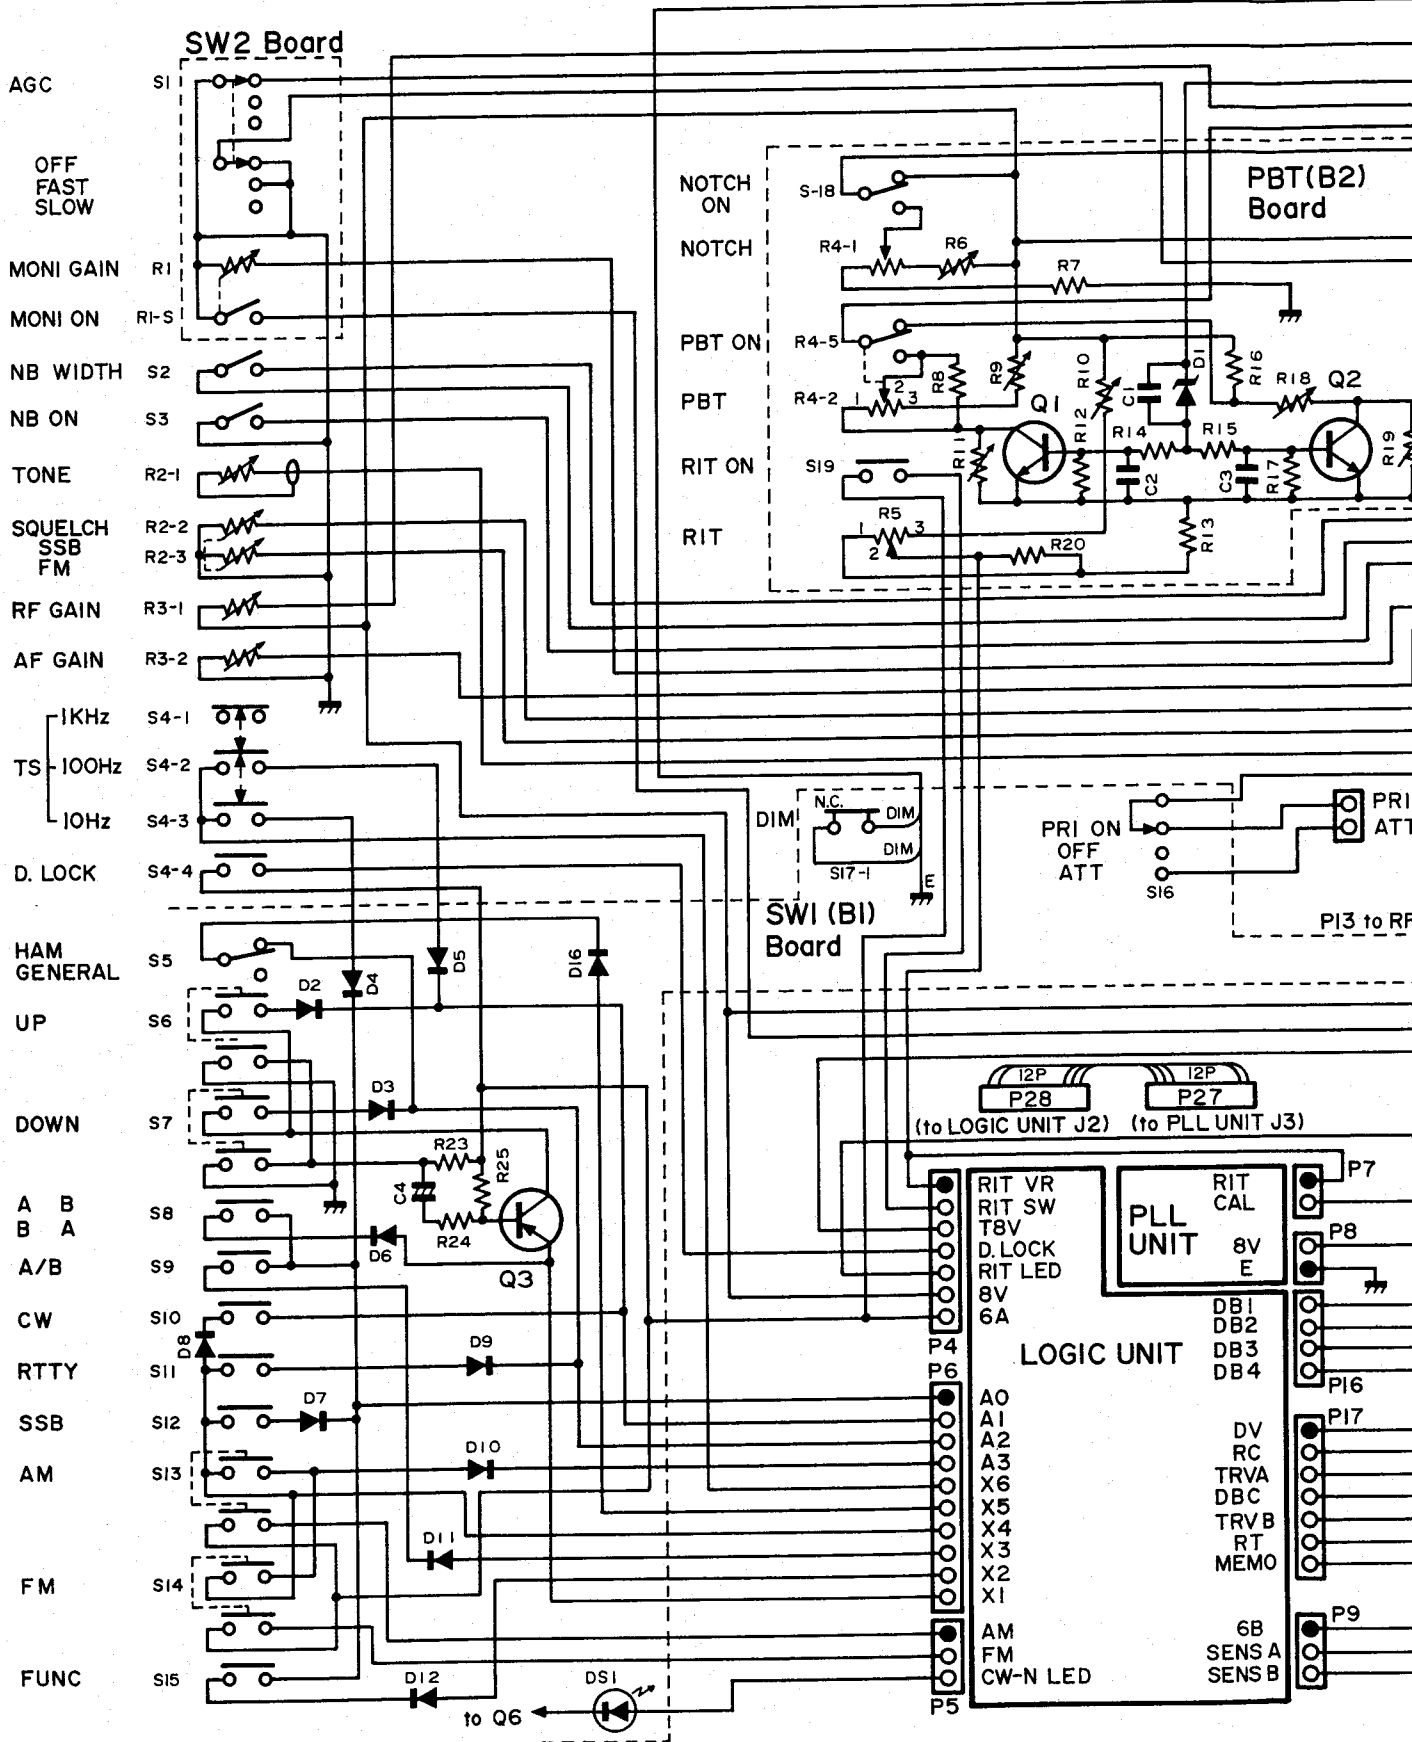 SW2 Board
AGC S1
OFF
FAST
SLOW
MONI GAIN R1
MONI ON R1-S
NB WIDTH S2
NB ON S3
TONE R2-1
SQUELCH R2-2
SSB R2-3
FM
RF GAIN R3-1
AF GAIN R3-2
1KHz S4-1
TS 100Hz S4-2
10Hz S4-3
D. LOCK S4-4
HAM
GENERAL S5
UP S6
DOWN S7
A B S8
B A
A/B S9
CW S10
RTTY S11
SSB S12
AM S13
FM S14
FUNC S15
D2
D3
D4
D5
D16
R23
R25
C4
R24
D6
Q3
D8
D9
D7
D10
D11
D12
DS1
to Q6
PBT(B2)
Board
NOTCH
ON S-18
NOTCH R4-1 R6
R7
PBT ON R4-5
PBT R4-2
1 2 3
R8
R9
R10
C1
D1
R16
R18
Q2
Q1
R11
R12
R14
R15
C2
C3
R17
R19
RIT ON S19
RIT
R5
1 2 3
R20
R13
DIM
N.C.
DIM
DIM
S17-1
E
SW1 (B1)
Board
PRI ON
OFF
ATT
S16
PRI
ATT
P13 to RF
12P 12P
P28 P27
(to LOGIC UNIT J2) (to PLL UNIT J3)
RIT VR
RIT SW
T8V
D.LOCK
RIT LED
8V
6A
P4
P6
A0
A1
A2
A3
X6
X5
X4
X3
X2
X1
AM
FM
CW-N LED
P5
LOGIC UNIT
PLL
UNIT
RIT
CAL
P7
8V
E
P8
DB1
DB2
DB3
DB4
P16
P17
DV
RC
TRVA
DBC
TRV B
RT
MEMO
P9
6B
SENS A
SENS B